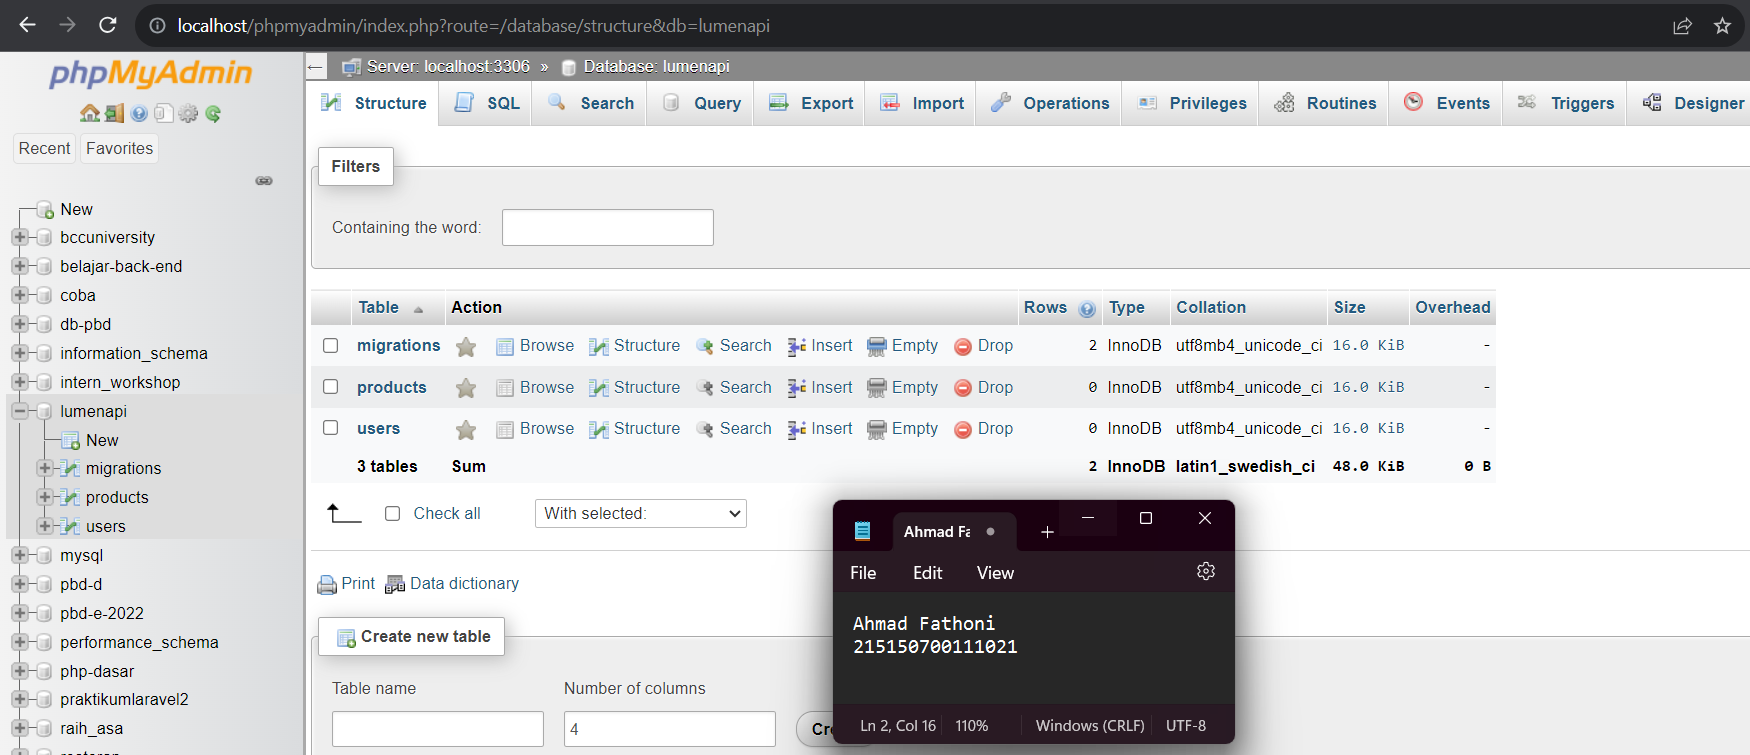 localhost/phpmyadmin/index.php?route=/database/structure&db=lumenapi
phpMyAdmin
Recent Favorites
New
bccuniversity
belajar-back-end
coba
db-pbd
information_schema
intern_workshop
lumenapi
New
migrations
products
users
mysql
pbd-d
pbd-e-2022
performance_schema
php-dasar
praktikumlaravel2
raih_asa
Server: localhost:3306 » Database: lumenapi
Structure SQL Search Query Export Import Operations Privileges Routines Events Triggers Designer
Filters
Containing the word:
Table Action Rows Type Collation Size Overhead
migrations Browse Structure Search Insert Empty Drop 2 InnoDB utf8mb4_unicode_ci 16.0 KiB -
products Browse Structure Search Insert Empty Drop 0 InnoDB utf8mb4_unicode_ci 16.0 KiB -
users Browse Structure Search Insert Empty Drop 0 InnoDB utf8mb4_unicode_ci 16.0 KiB -
3 tables Sum 2 InnoDB latin1_swedish_ci 48.0 KiB 0 B
Check all With selected:
Print Data dictionary
Create new table
Table name Number of columns
4
Ahmad Fa
File Edit View
Ahmad Fathoni
215150700111021
Ln 2, Col 16 110% Windows (CRLF) UTF-8